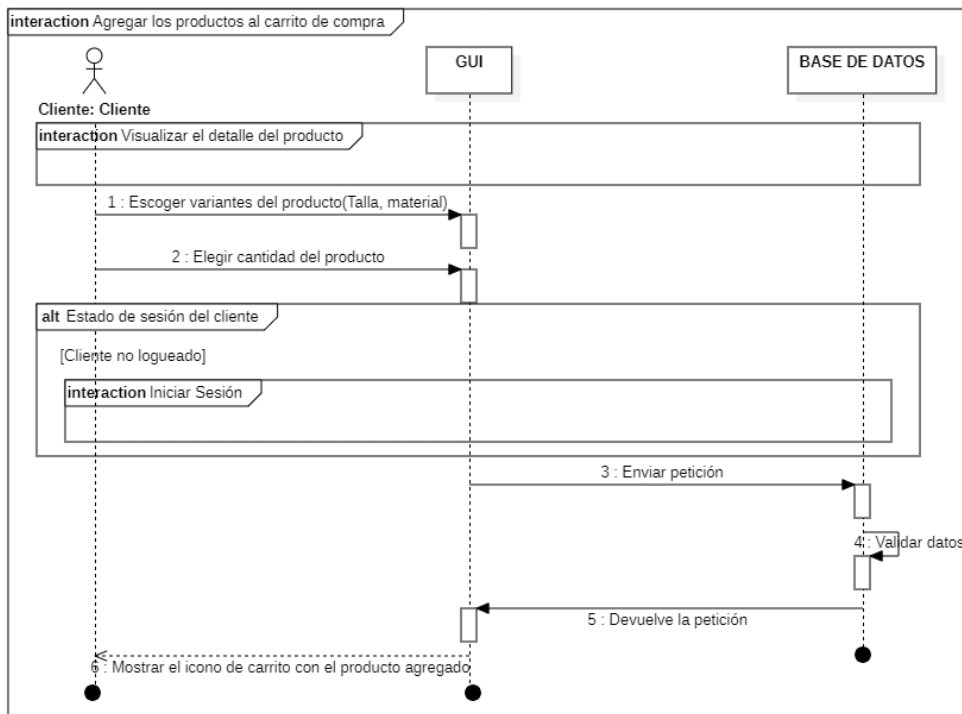 interaction Agregar los productos al carrito de compra
GUI
BASE DE DATOS
Cliente: Cliente
interaction Visualizar el detalle del producto
1 : Escoger variantes del producto(Talla, material)
2 : Elegir cantidad del producto
alt Estado de sesión del cliente
[Cliente no logueado]
interaction Iniciar Sesión
3 : Enviar petición
4 : Validar datos
5 : Devuelve la petición
6 : Mostrar el icono de carrito con el producto agregado